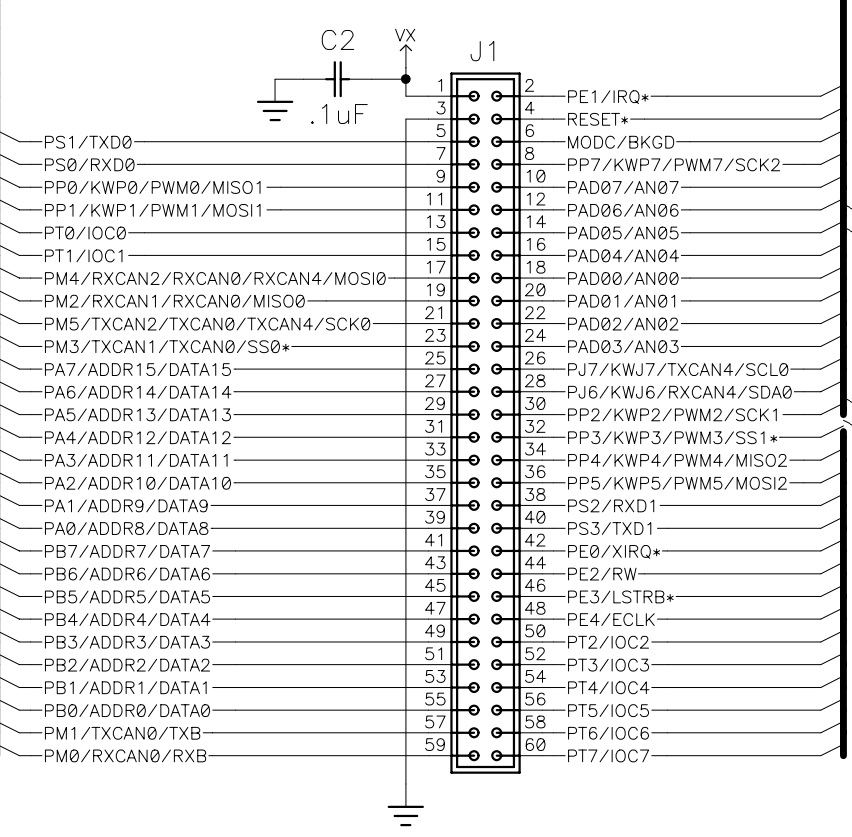 C2 VX J1
.1uF
1 2 PE1/IRQ*
3 4 RESET*
PS1/TXD0 5 6 MODC/BKGD
PS0/RXD0 7 8 PP7/KWP7/PWM7/SCK2
PP0/KWP0/PWM0/MISO1 9 10 PAD07/AN07
PP1/KWP1/PWM1/MOSI1 11 12 PAD06/AN06
PT0/IOC0 13 14 PAD05/AN05
PT1/IOC1 15 16 PAD04/AN04
PM4/RXCAN2/RXCAN0/RXCAN4/MOSI0 17 18 PAD00/AN00
PM2/RXCAN1/RXCAN0/MISO0 19 20 PAD01/AN01
PM5/TXCAN2/TXCAN0/TXCAN4/SCK0 21 22 PAD02/AN02
PM3/TXCAN1/TXCAN0/SS0* 23 24 PAD03/AN03
PA7/ADDR15/DATA15 25 26 PJ7/KWJ7/TXCAN4/SCL0
PA6/ADDR14/DATA14 27 28 PJ6/KWJ6/RXCAN4/SDA0
PA5/ADDR13/DATA13 29 30 PP2/KWP2/PWM2/SCK1
PA4/ADDR12/DATA12 31 32 PP3/KWP3/PWM3/SS1*
PA3/ADDR11/DATA11 33 34 PP4/KWP4/PWM4/MISO2
PA2/ADDR10/DATA10 35 36 PP5/KWP5/PWM5/MOSI2
PA1/ADDR9/DATA9 37 38 PS2/RXD1
PA0/ADDR8/DATA8 39 40 PS3/TXD1
PB7/ADDR7/DATA7 41 42 PE0/XIRQ*
PB6/ADDR6/DATA6 43 44 PE2/RW
PB5/ADDR5/DATA5 45 46 PE3/LSTRB*
PB4/ADDR4/DATA4 47 48 PE4/ECLK
PB3/ADDR3/DATA3 49 50 PT2/IOC2
PB2/ADDR2/DATA2 51 52 PT3/IOC3
PB1/ADDR1/DATA1 53 54 PT4/IOC4
PB0/ADDR0/DATA0 55 56 PT5/IOC5
PM1/TXCAN0/TXB 57 58 PT6/IOC6
PM0/RXCAN0/RXB 59 60 PT7/IOC7